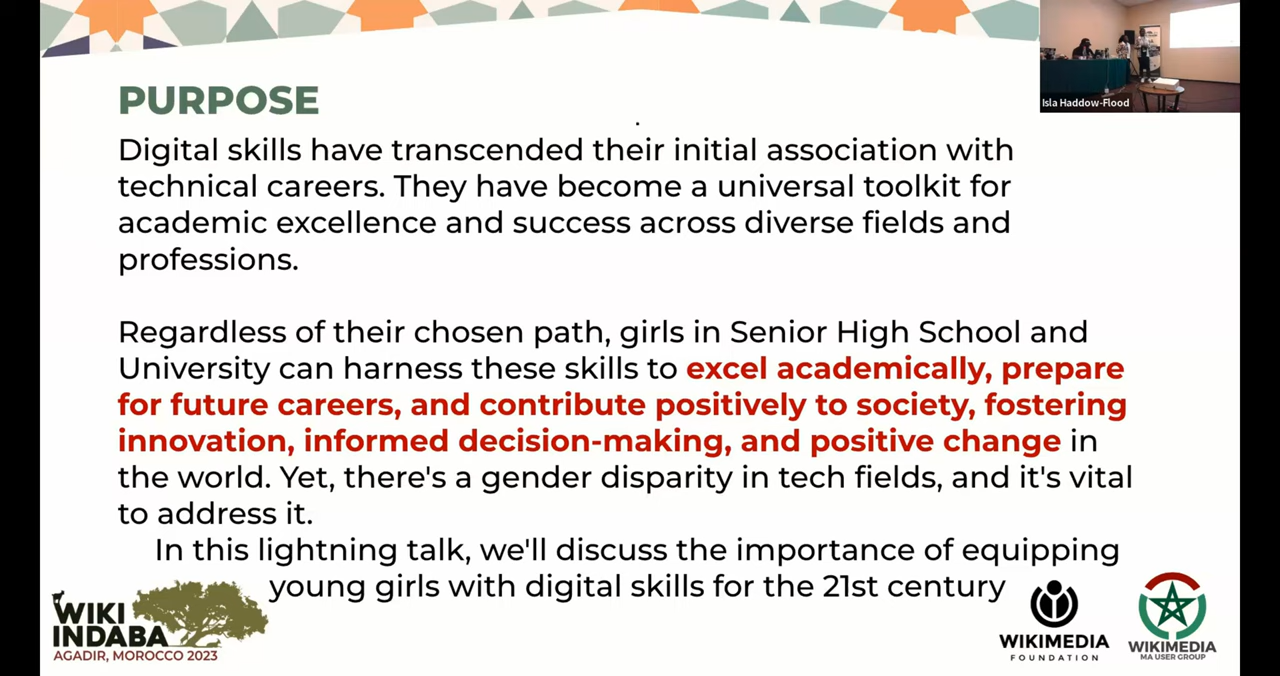 Isla Haddow-Flood
PURPOSE
.
Digital skills have transcended their initial association with
technical careers. They have become a universal toolkit for
academic excellence and success across diverse fields and
professions.
Regardless of their chosen path, girls in Senior High School and
University can harness these skills to excel academically, prepare
for future careers, and contribute positively to society, fostering
innovation, informed decision-making, and positive change in
the world. Yet, there's a gender disparity in tech fields, and it's vital
to address it.
In this lightning talk, we'll discuss the importance of equipping
young girls with digital skills for the 21st century
WIKI
INDABA
AGADIR, MOROCCO 2023
WIKIMEDIA
FOUNDATION
WIKIMEDIA
MA USER GROUP